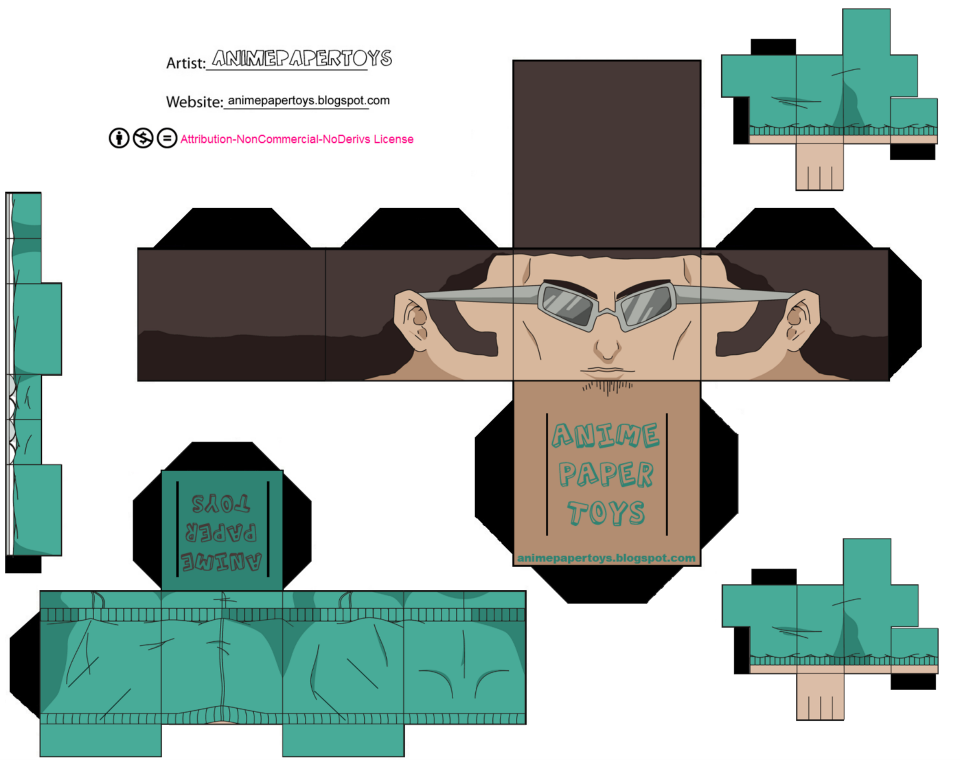 Artist: ANIMEPAPERTOYS
Website: animepapertoys.blogspot.com
Attribution-NonCommercial-NoDerivs License
ANIME
PAPER
TOYS
animepapertoys.blogspot.com
ANIME
PAPER
TOYS